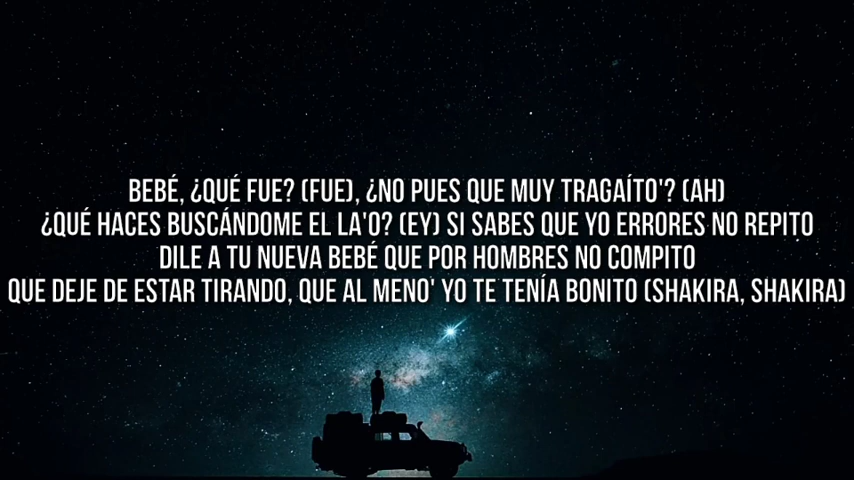 BEBÉ, ¿QUÉ FUE? (FUE), ¿NO PUES QUE MUY TRAGAÍTO'? (AH)
¿QUÉ HACES BUSCÁNDOME EL LA'O? (EY) SI SABES QUE YO ERRORES NO REPITO
DILE A TU NUEVA BEBÉ QUE POR HOMBRES NO COMPITO
QUE DEJE DE ESTAR TIRANDO, QUE AL MENO' YO TE TENÍA BONITO (SHAKIRA, SHAKIRA)